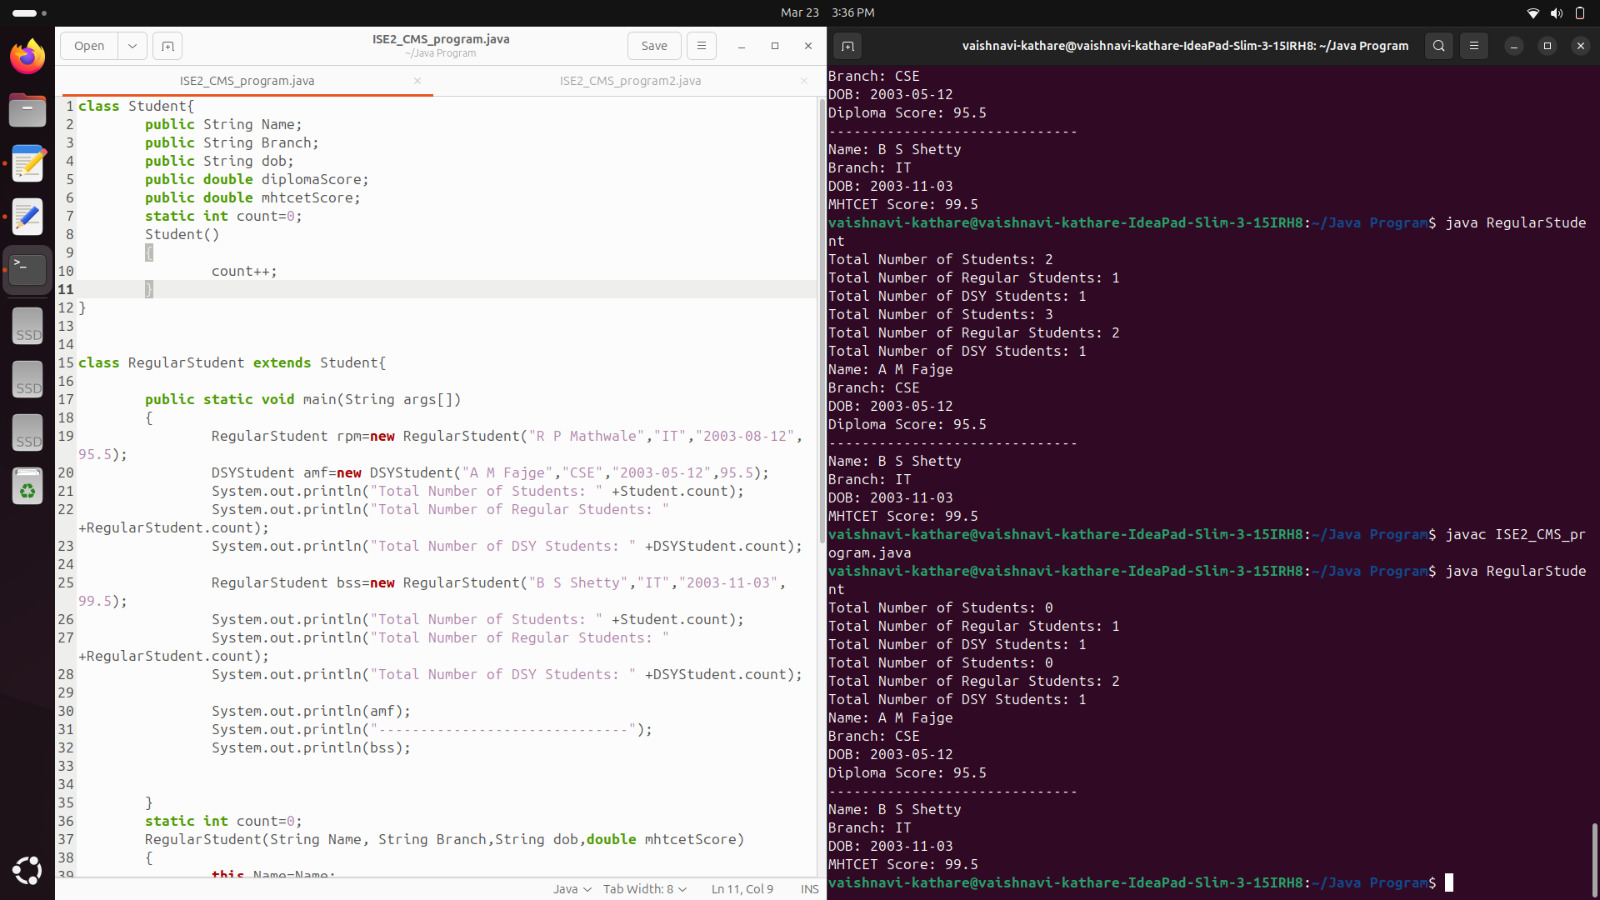 Mar 23 3:36 PM
Open
ISE2_CMS_program.java
~/Java Program
Save
vaishnavi-kathare@vaishnavi-kathare-IdeaPad-Slim-3-15IRH8: ~/Java Program
ISE2_CMS_program.java
ISE2_CMS_program2.java
1 class Student{
2 public String Name;
3 public String Branch;
4 public String dob;
5 public double diplomaScore;
6 public double mhtcetScore;
7 static int count=0;
8 Student()
9 {
10 count++;
11 }
12 }
13
14
15 class RegularStudent extends Student{
16
17 public static void main(String args[])
18 {
19 RegularStudent rpm=new RegularStudent("R P Mathwale","IT","2003-08-12",
95.5);
20 DSYStudent amf=new DSYStudent("A M Fajge","CSE","2003-05-12",95.5);
21 System.out.println("Total Number of Students: " +Student.count);
22 System.out.println("Total Number of Regular Students: "
+RegularStudent.count);
23 System.out.println("Total Number of DSY Students: " +DSYStudent.count);
24
25 RegularStudent bss=new RegularStudent("B S Shetty","IT","2003-11-03",
99.5);
26 System.out.println("Total Number of Students: " +Student.count);
27 System.out.println("Total Number of Regular Students: "
+RegularStudent.count);
28 System.out.println("Total Number of DSY Students: " +DSYStudent.count);
29
30 System.out.println(amf);
31 System.out.println("------------------------------");
32 System.out.println(bss);
33
34
35 }
36 static int count=0;
37 RegularStudent(String Name, String Branch,String dob,double mhtcetScore)
38 {
39 this.Name=Name;
Java Tab Width: 8 Ln 11, Col 9 INS
Branch: CSE
DOB: 2003-05-12
Diploma Score: 95.5
------------------------------
Name: B S Shetty
Branch: IT
DOB: 2003-11-03
MHTCET Score: 99.5
vaishnavi-kathare@vaishnavi-kathare-IdeaPad-Slim-3-15IRH8:~/Java Program$ java RegularStude
nt
Total Number of Students: 2
Total Number of Regular Students: 1
Total Number of DSY Students: 1
Total Number of Students: 3
Total Number of Regular Students: 2
Total Number of DSY Students: 1
Name: A M Fajge
Branch: CSE
DOB: 2003-05-12
Diploma Score: 95.5
------------------------------
Name: B S Shetty
Branch: IT
DOB: 2003-11-03
MHTCET Score: 99.5
vaishnavi-kathare@vaishnavi-kathare-IdeaPad-Slim-3-15IRH8:~/Java Program$ javac ISE2_CMS_pr
ogram.java
vaishnavi-kathare@vaishnavi-kathare-IdeaPad-Slim-3-15IRH8:~/Java Program$ java RegularStude
nt
Total Number of Students: 0
Total Number of Regular Students: 1
Total Number of DSY Students: 1
Total Number of Students: 0
Total Number of Regular Students: 2
Total Number of DSY Students: 1
Name: A M Fajge
Branch: CSE
DOB: 2003-05-12
Diploma Score: 95.5
------------------------------
Name: B S Shetty
Branch: IT
DOB: 2003-11-03
MHTCET Score: 99.5
vaishnavi-kathare@vaishnavi-kathare-IdeaPad-Slim-3-15IRH8:~/Java Program$
SSD
SSD
SSD